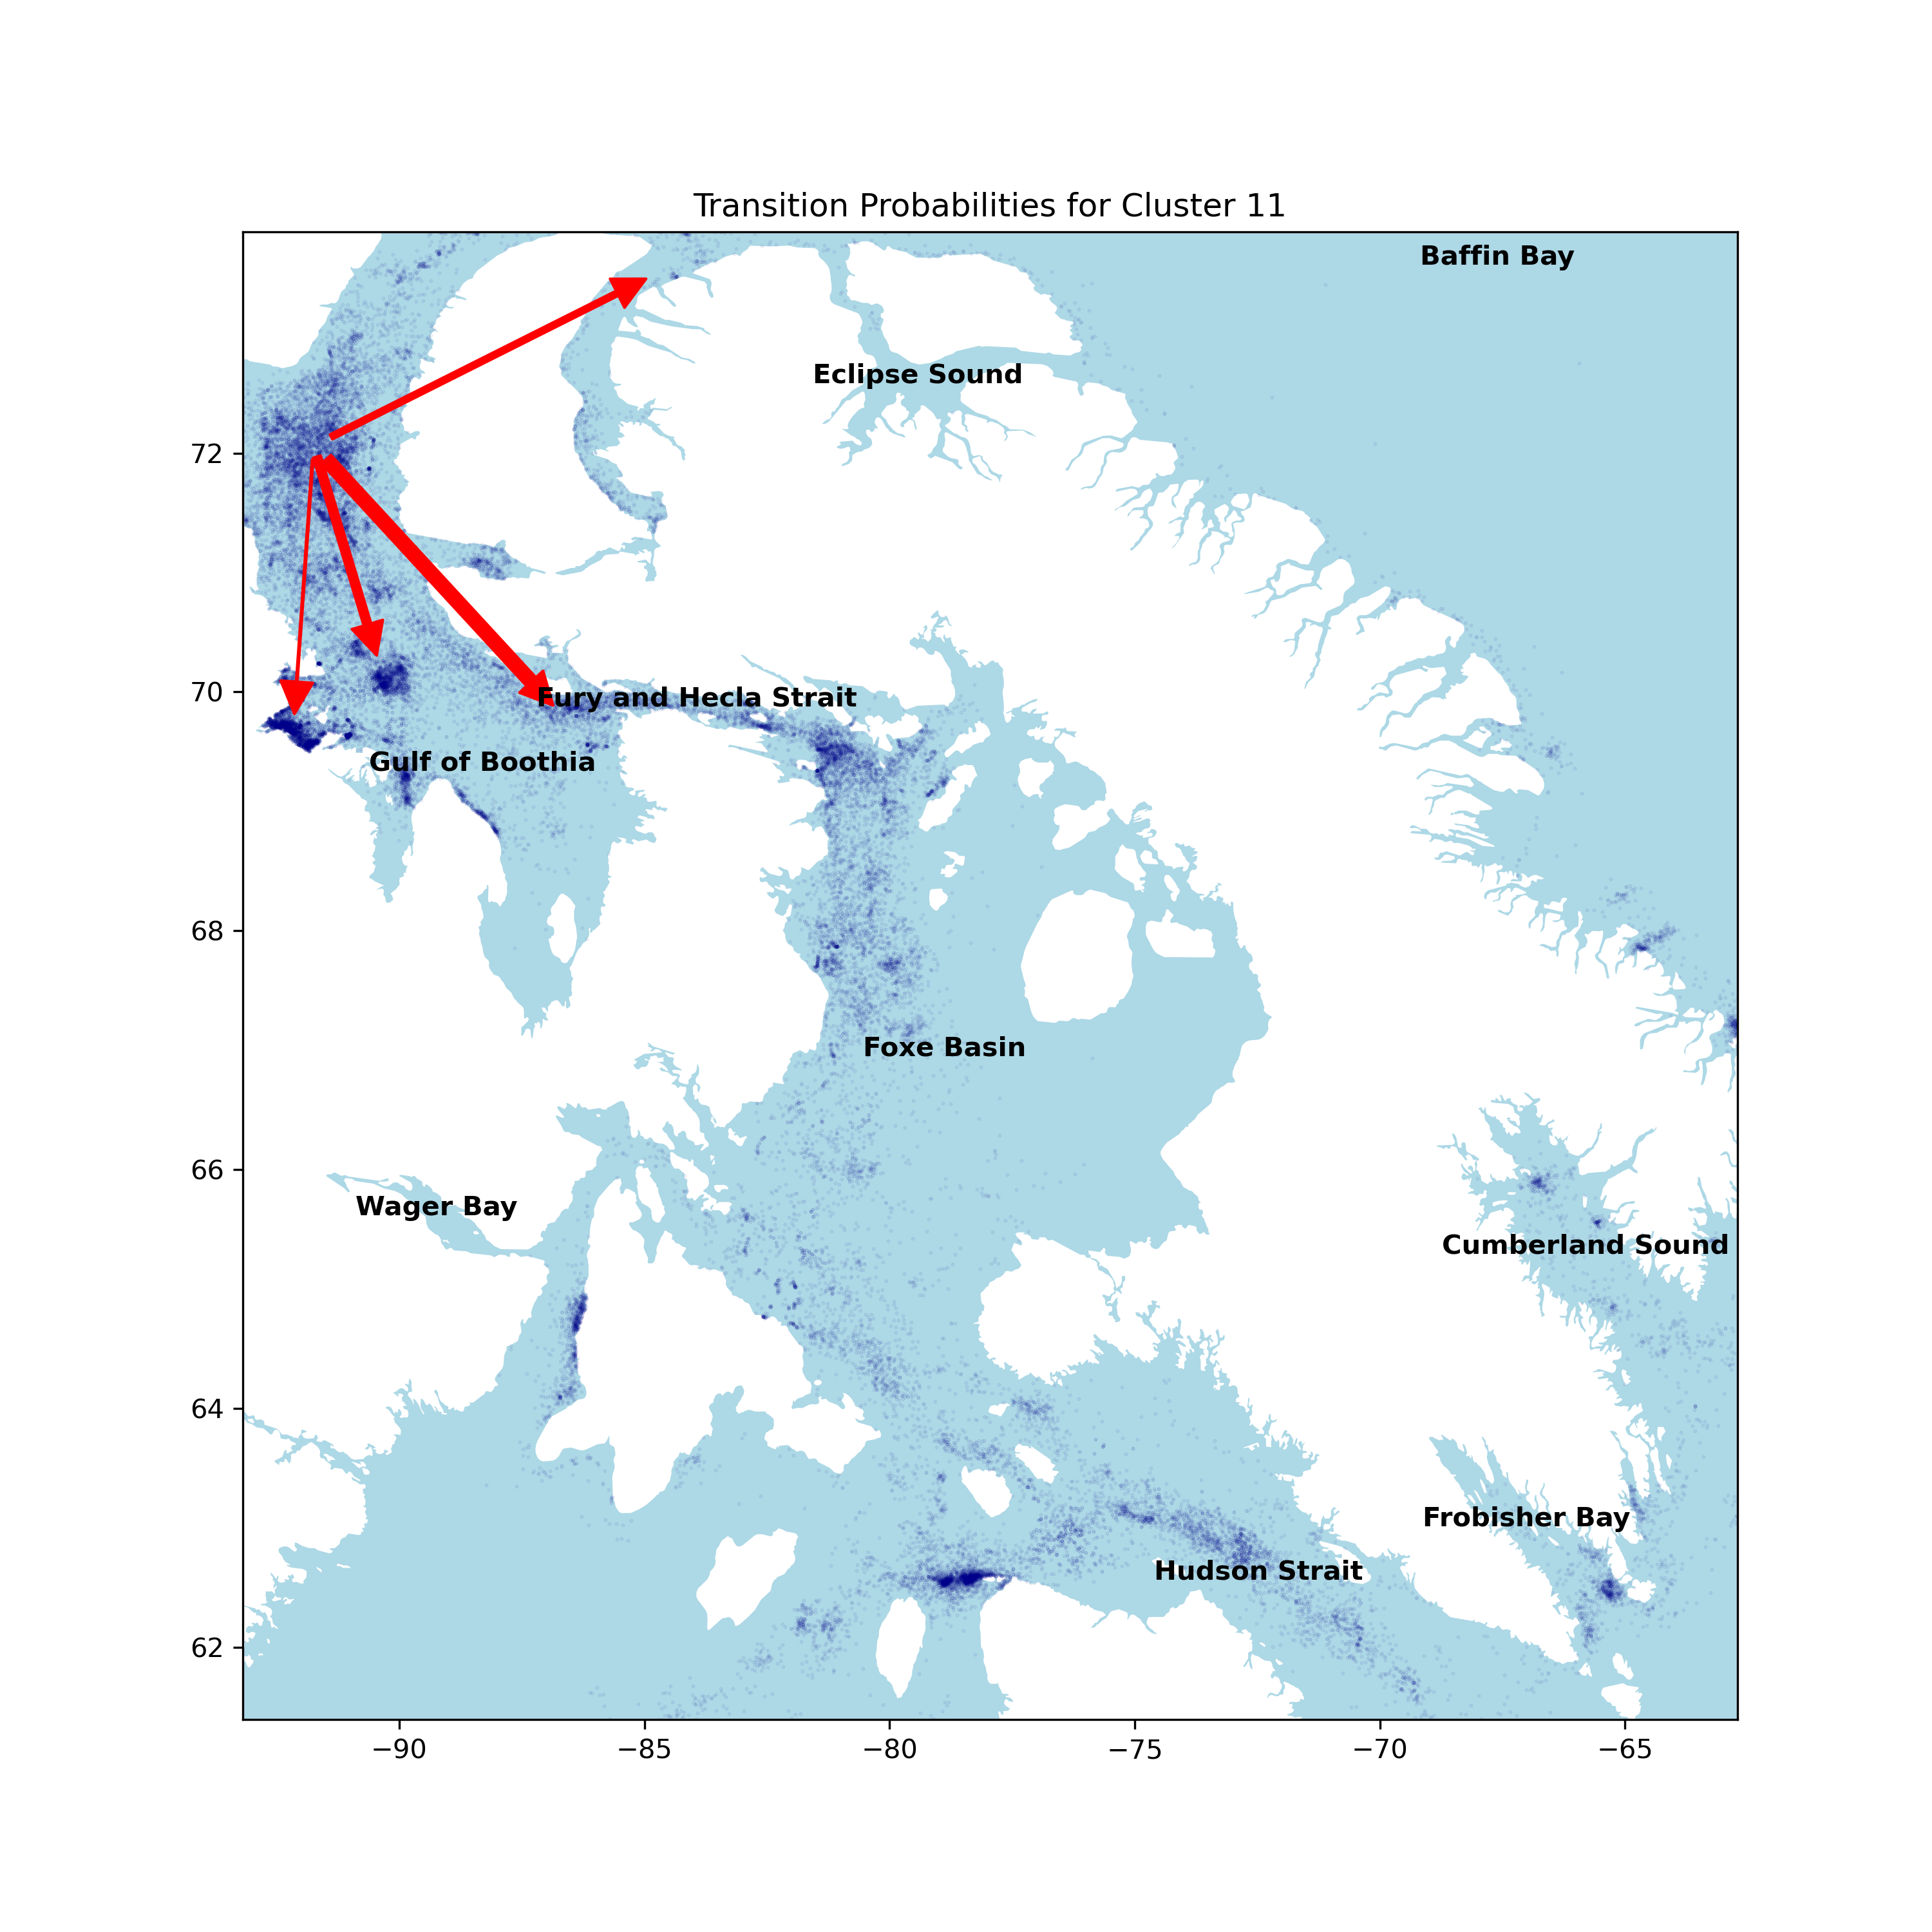 Transition Probabilities for Cluster 11
Baffin Bay
Eclipse Sound
72
70
Fury and Hecla Strait
Gulf of Boothia
68
Foxe Basin
66
Wager Bay
Cumberland Sound
64
Frobisher Bay
Hudson Strait
62
−90 −85 −80 −75 −70 −65